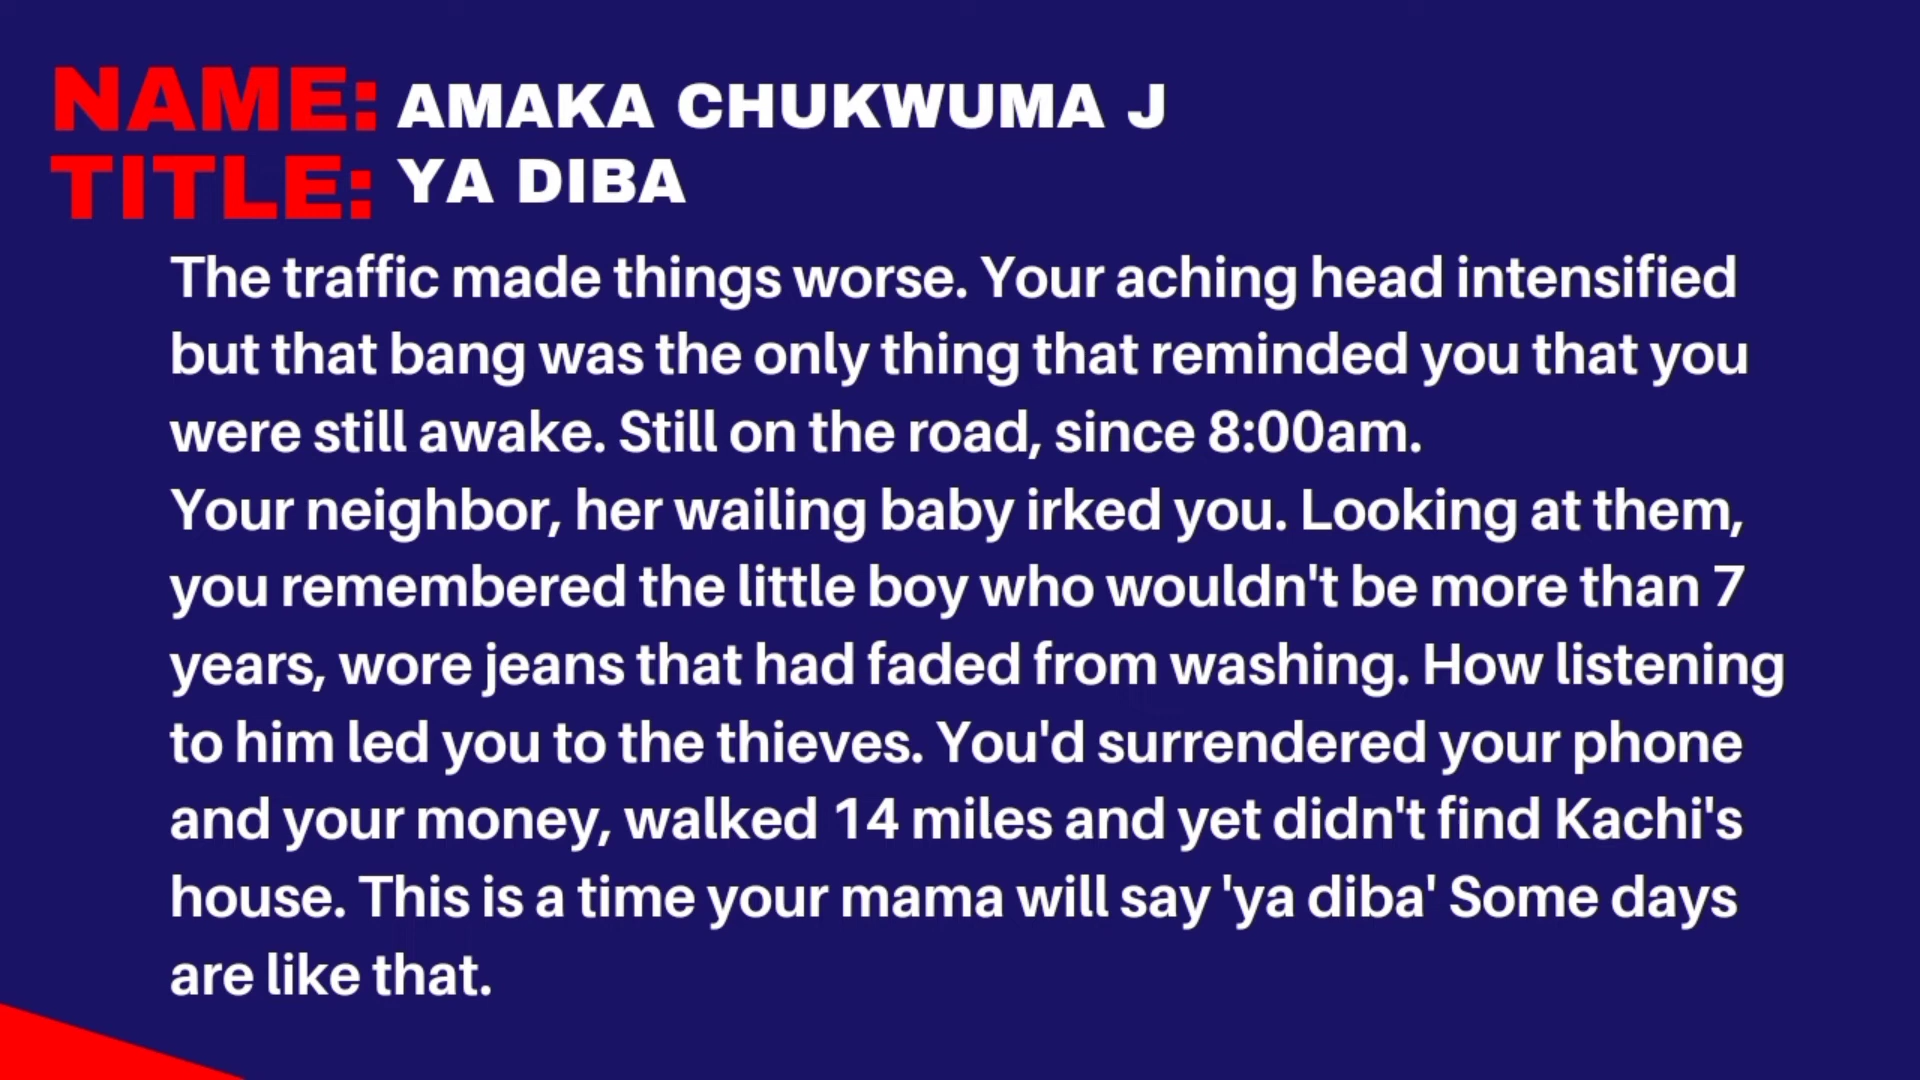 NAME: AMAKA CHUKWUMA J
TITLE: YA DIBA
The traffic made things worse. Your aching head intensified
but that bang was the only thing that reminded you that you
were still awake. Still on the road, since 8:00am.
Your neighbor, her wailing baby irked you. Looking at them,
you remembered the little boy who wouldn't be more than 7
years, wore jeans that had faded from washing. How listening
to him led you to the thieves. You'd surrendered your phone
and your money, walked 14 miles and yet didn't find Kachi's
house. This is a time your mama will say 'ya diba' Some days
are like that.